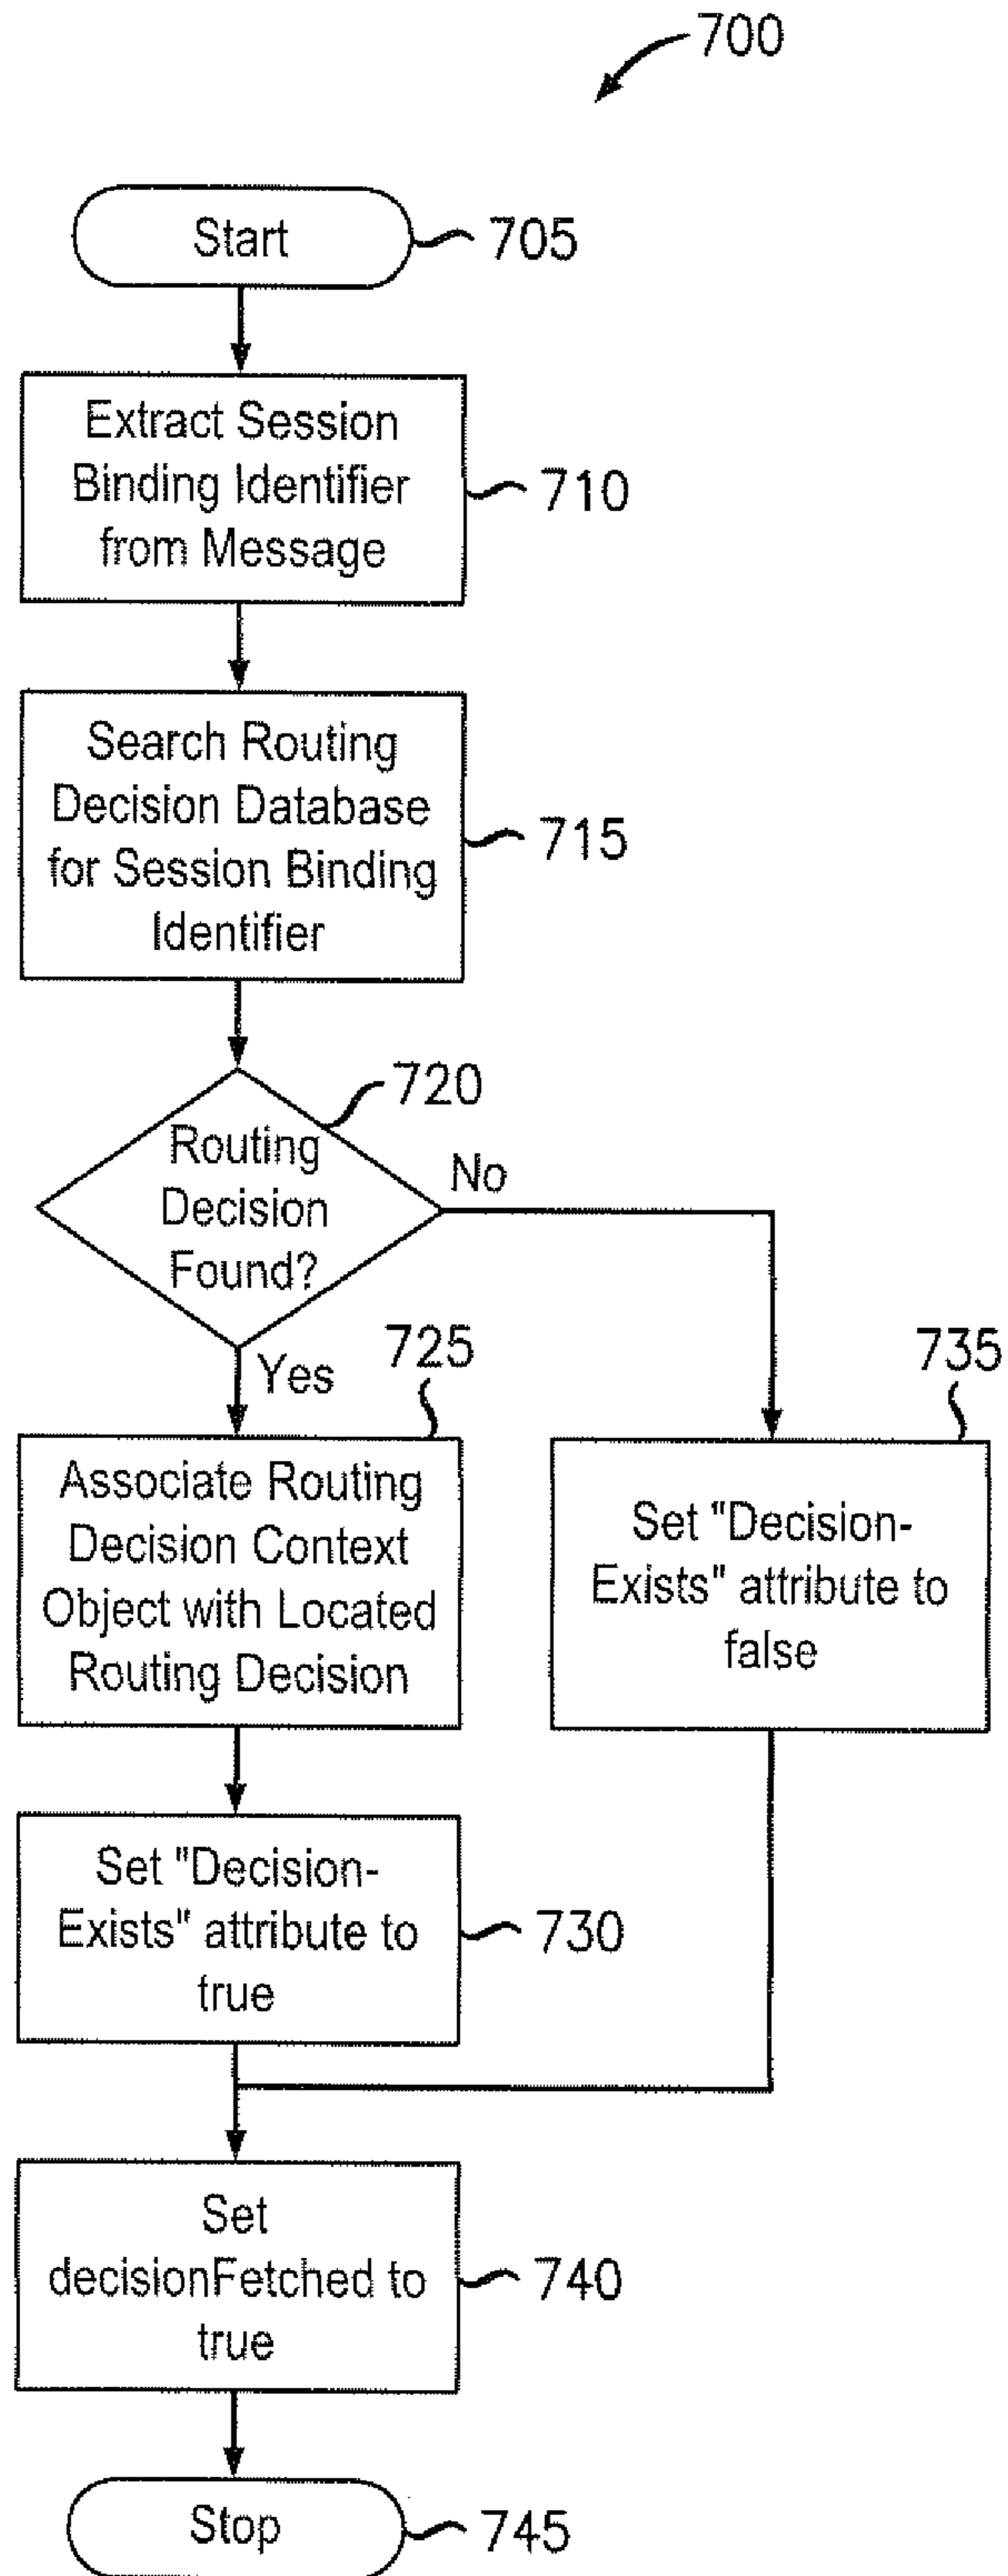 700
Start
705
Extract Session
Binding Identifier
from Message
710
Search Routing
Decision Database
for Session Binding
Identifier
715
720
Routing
Decision
Found?
No
Yes
725
Associate Routing
Decision Context
Object with Located
Routing Decision
735
Set "Decision-
Exists" attribute to
false
Set "Decision-
Exists" attribute to
true
730
Set
decisionFetched to
true
740
Stop
745